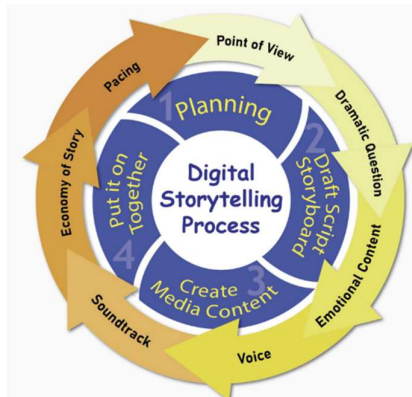 Digital
Storytelling
Process
1
Planning
2
Draft Script
Storyboard
3
Create
Media Content
4
Put it on
Together
Point of View
Dramatic Question
Emotional Content
Voice
Soundtrack
Economy of Story
Pacing